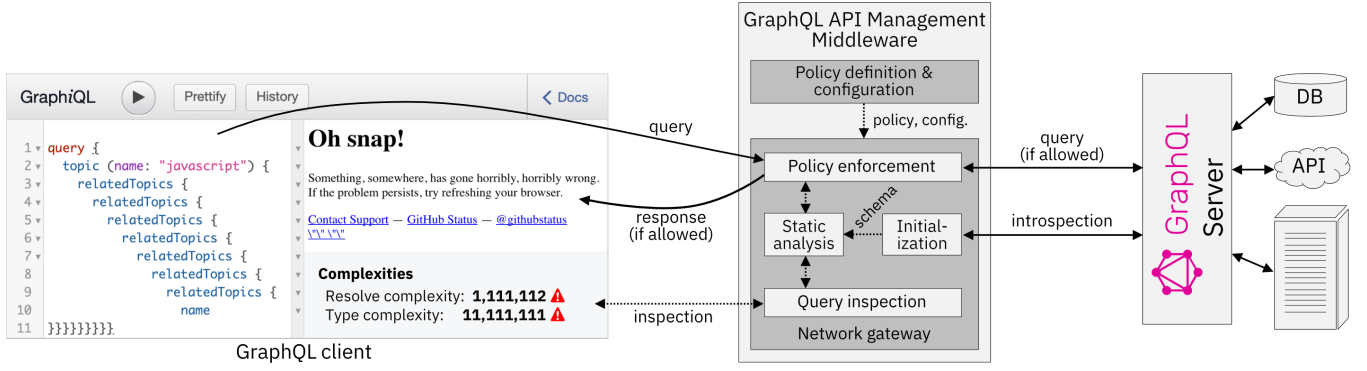 GraphiQL
Prettify
History
< Docs
1 query {
2 topic (name: "javascript") {
3 relatedTopics {
4 relatedTopics {
5 relatedTopics {
6 relatedTopics {
7 relatedTopics {
8 relatedTopics {
9 relatedTopics {
10 name
11 }}}}}}}}}
Oh snap!
Something, somewhere, has gone horribly, horribly wrong.
If the problem persists, try refreshing your browser.
Contact Support — GitHub Status — @githubstatus
\"\" \"\"
Complexities
Resolve complexity: 1,111,112
Type complexity: 11,111,111
GraphQL client
query
response
(if allowed)
inspection
GraphQL API Management
Middleware
Policy definition &
configuration
policy, config.
Policy enforcement
schema
Static
analysis
Initial-
ization
Query inspection
Network gateway
query
(if allowed)
introspection
GraphQL
Server
DB
API